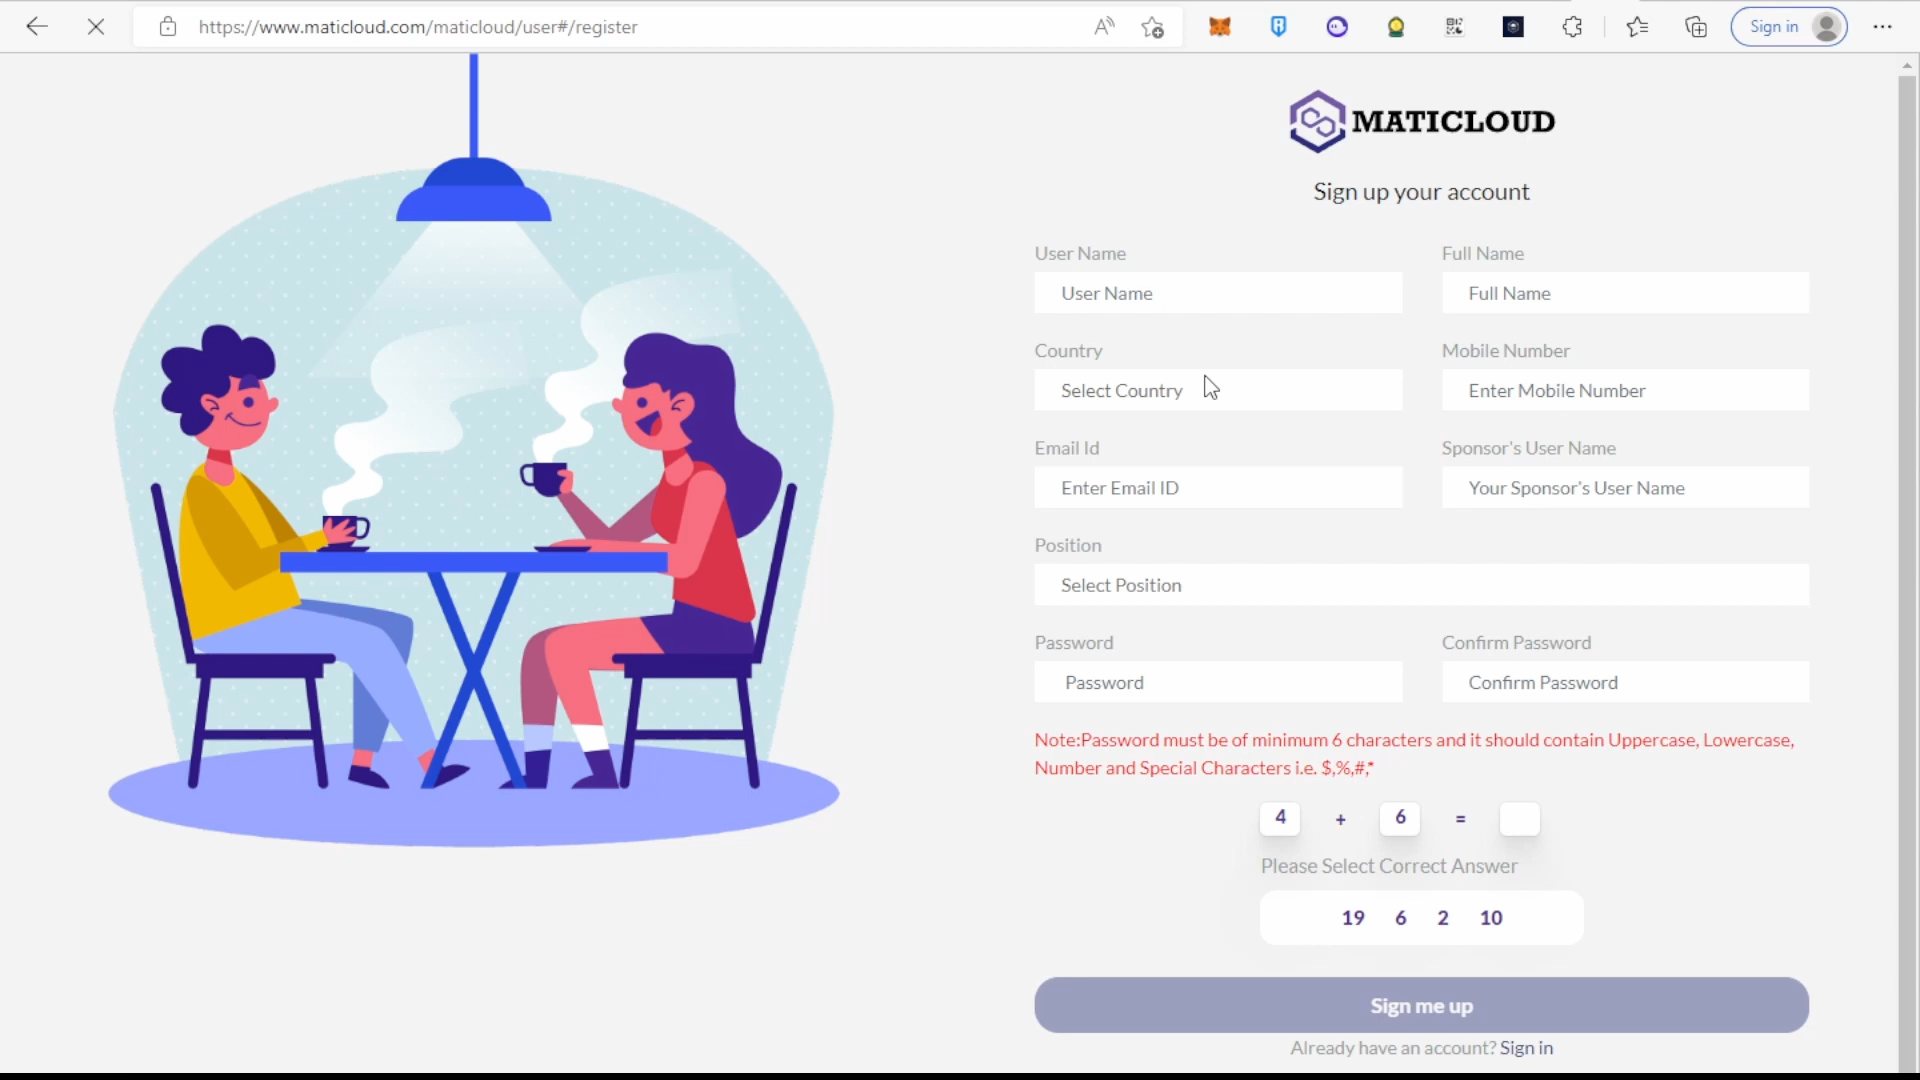 https://www.maticloud.com/maticloud/user#/register
Sign in
MATICLOUD
Sign up your account
User Name
Full Name
User Name
Full Name
Country
Mobile Number
Select Country
Enter Mobile Number
Email Id
Sponsor's User Name
Enter Email ID
Your Sponsor's User Name
Position
Select Position
Password
Confirm Password
Password
Confirm Password
Note:Password must be of minimum 6 characters and it should contain Uppercase, Lowercase,
Number and Special Characters i.e. $,%,#,*
4 + 6 =
Please Select Correct Answer
19 6 2 10
Sign me up
Already have an account? Sign in